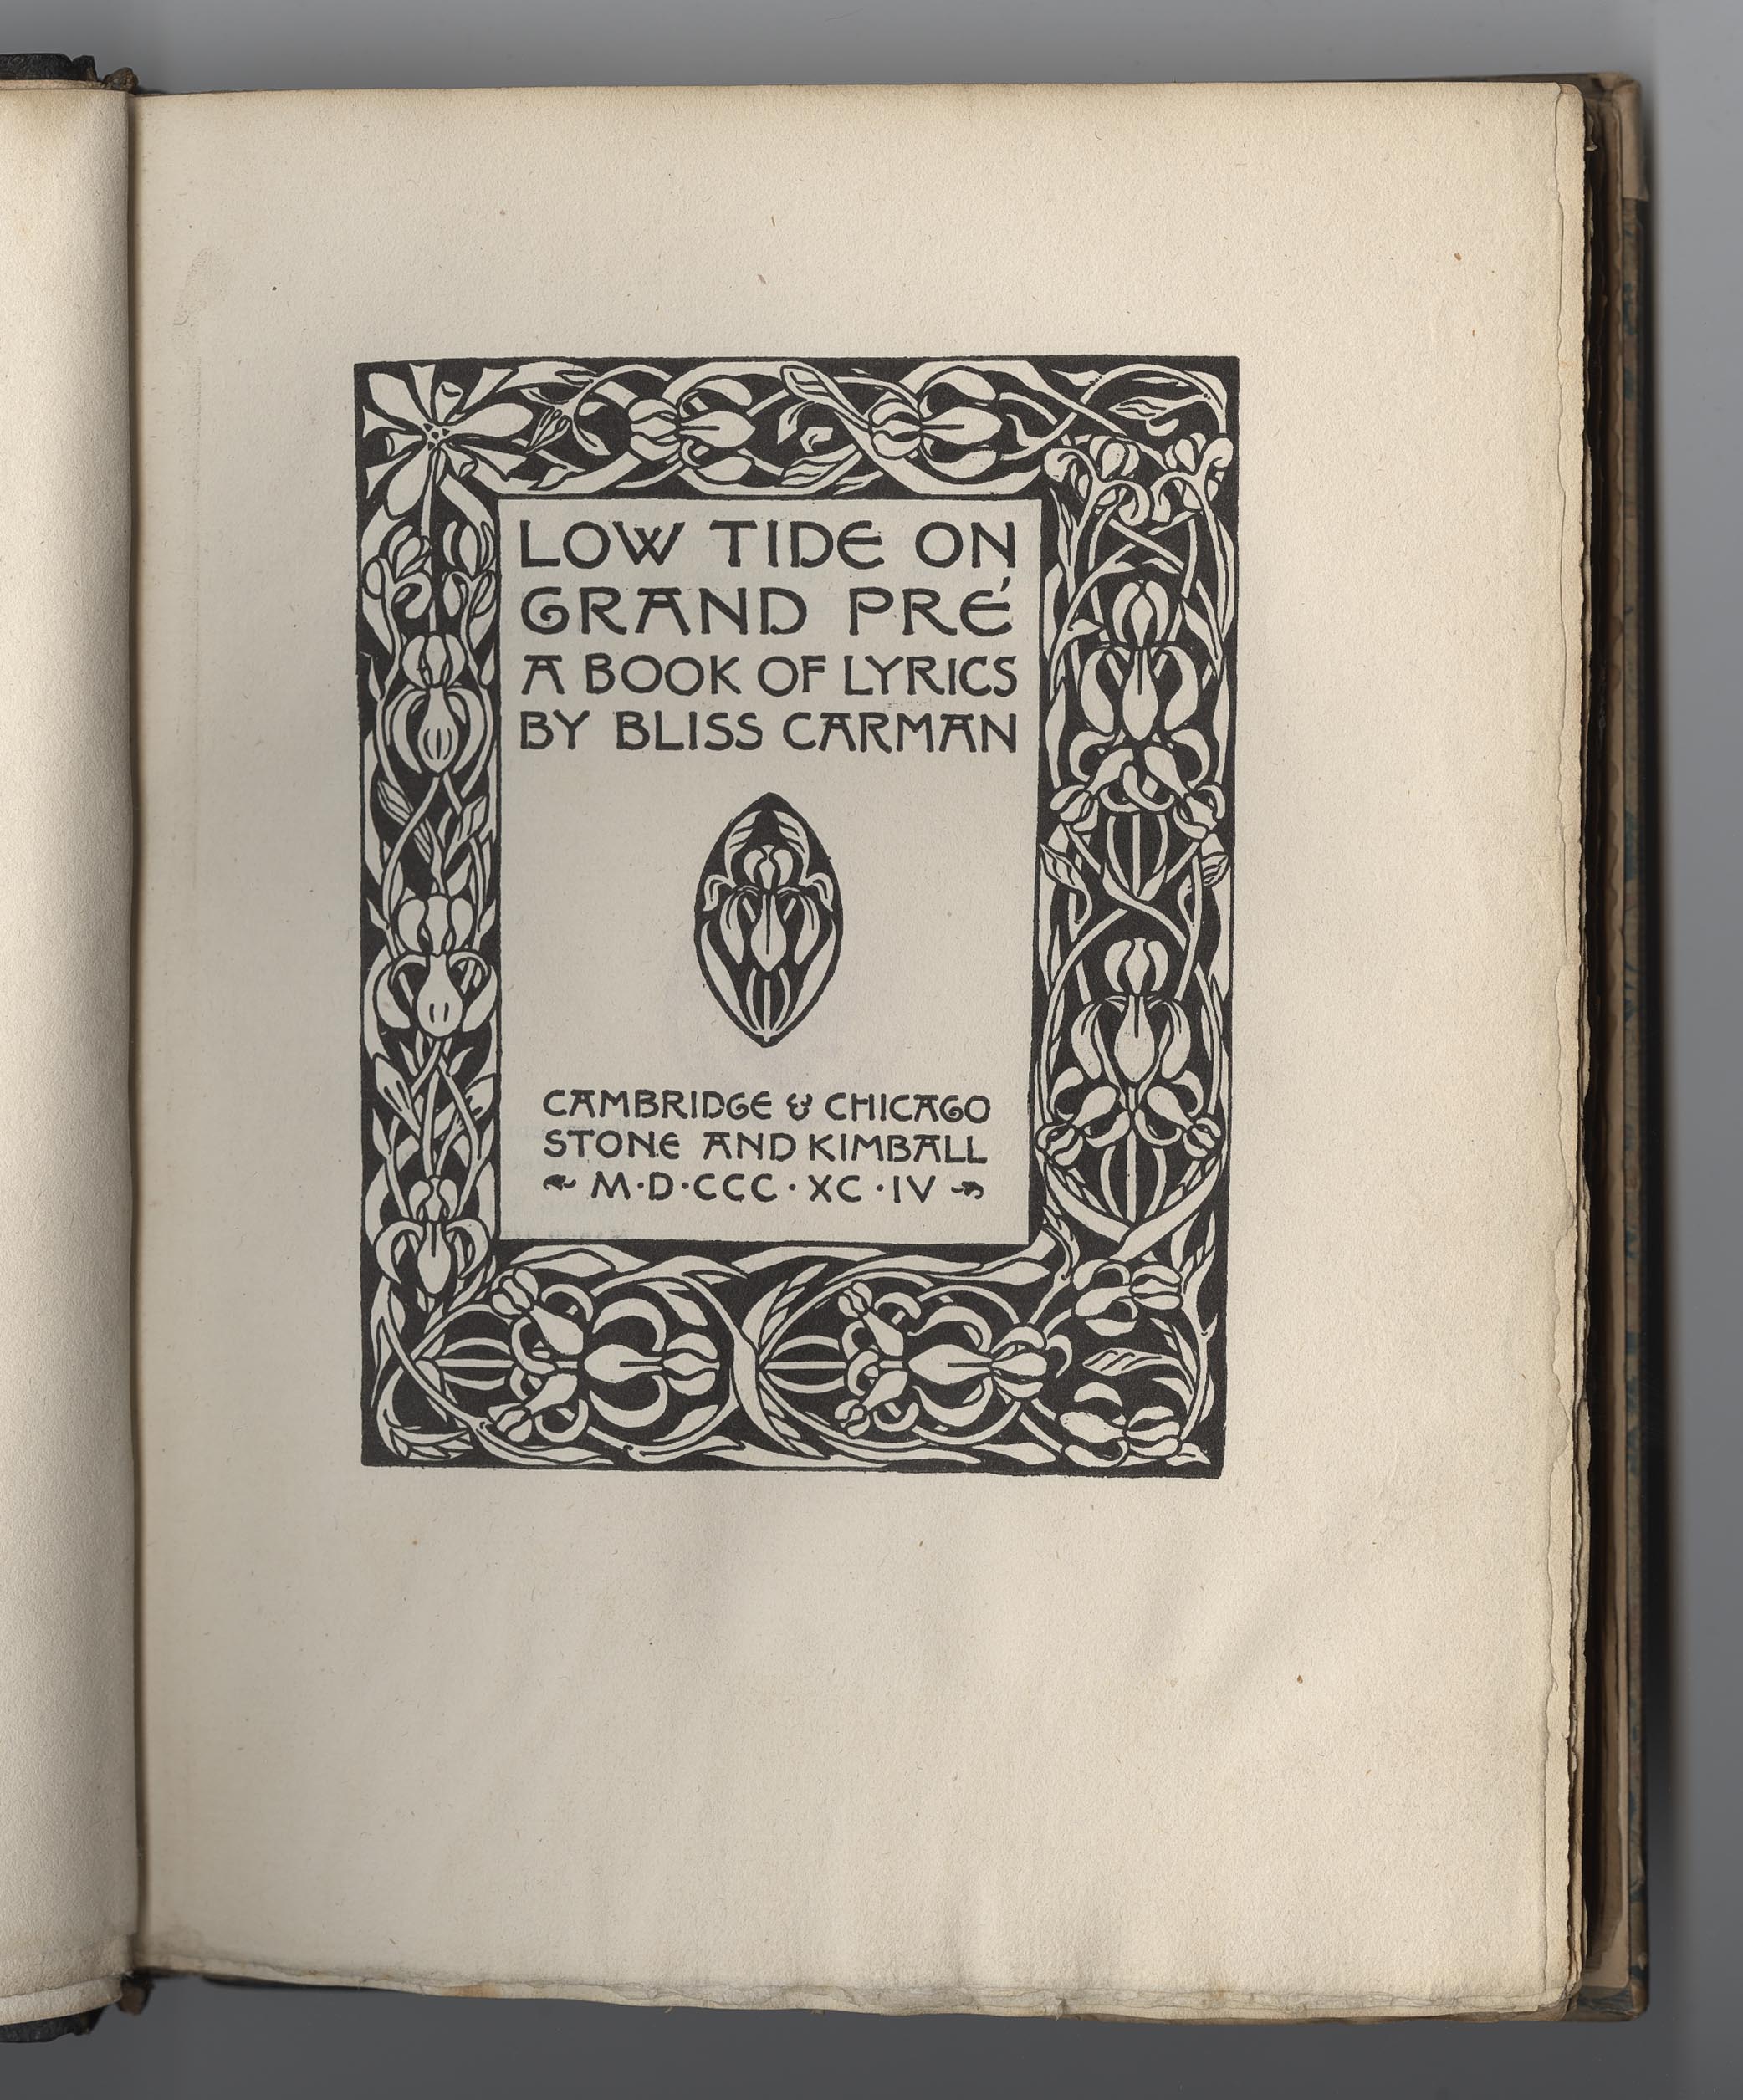 LOW TIDE ON
GRAND PRÉ
A BOOK OF LYRICS
BY BLISS CARMAN
CAMBRIDGE & CHICAGO
STONE AND KIMBALL
M·D·CCC·XC·IV